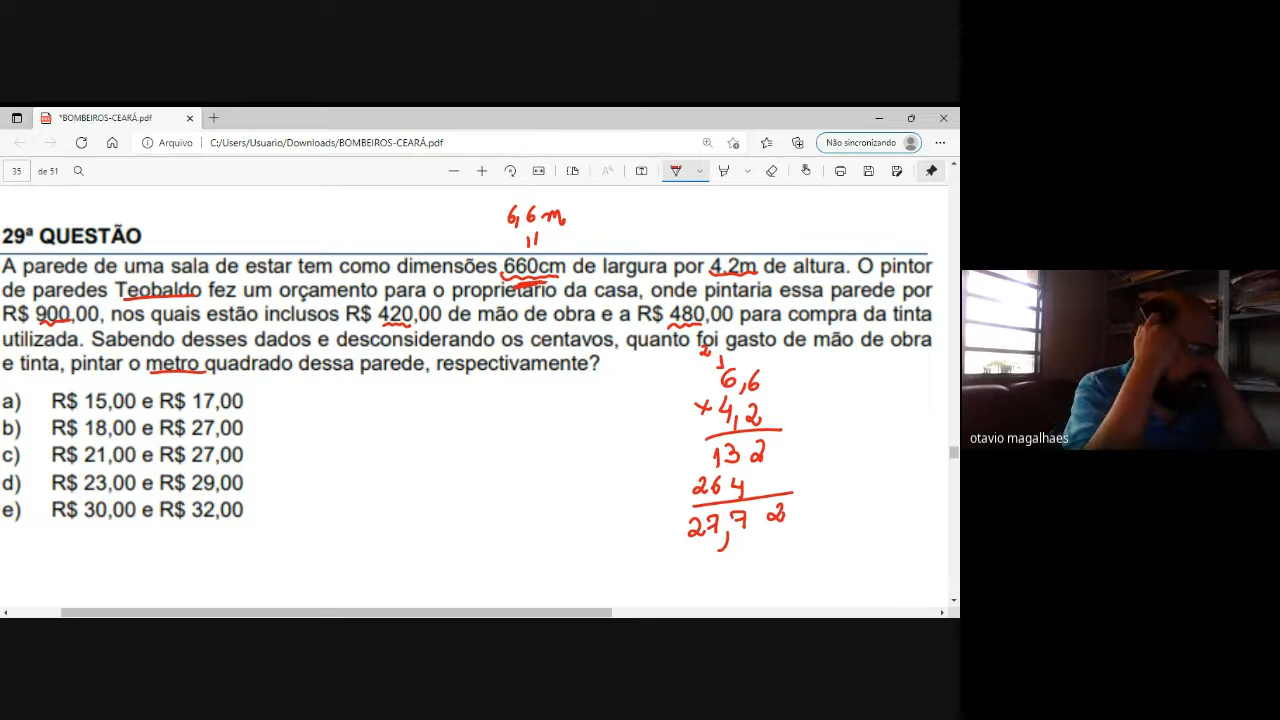 *BOMBEIROS-CEARÁ.pdf
Arquivo C:/Users/Usuario/Downloads/BOMBEIROS-CEARÁ.pdf Não sincronizando
35 de 51
6,6 m
11
29ª QUESTÃO
A parede de uma sala de estar tem como dimensões 660cm de largura por 4,2m de altura. O pintor
de paredes Teobaldo fez um orçamento para o proprietário da casa, onde pintaria essa parede por
R$ 900,00, nos quais estão inclusos R$ 420,00 de mão de obra e a R$ 480,00 para compra da tinta
utilizada. Sabendo desses dados e desconsiderando os centavos, quanto foi gasto de mão de obra
e tinta, pintar o metro quadrado dessa parede, respectivamente?
a) R$ 15,00 e R$ 17,00
b) R$ 18,00 e R$ 27,00
c) R$ 21,00 e R$ 27,00
d) R$ 23,00 e R$ 29,00
e) R$ 30,00 e R$ 32,00
2
1
6,6
×4,2
132
264
27,72
otavio magalhaes